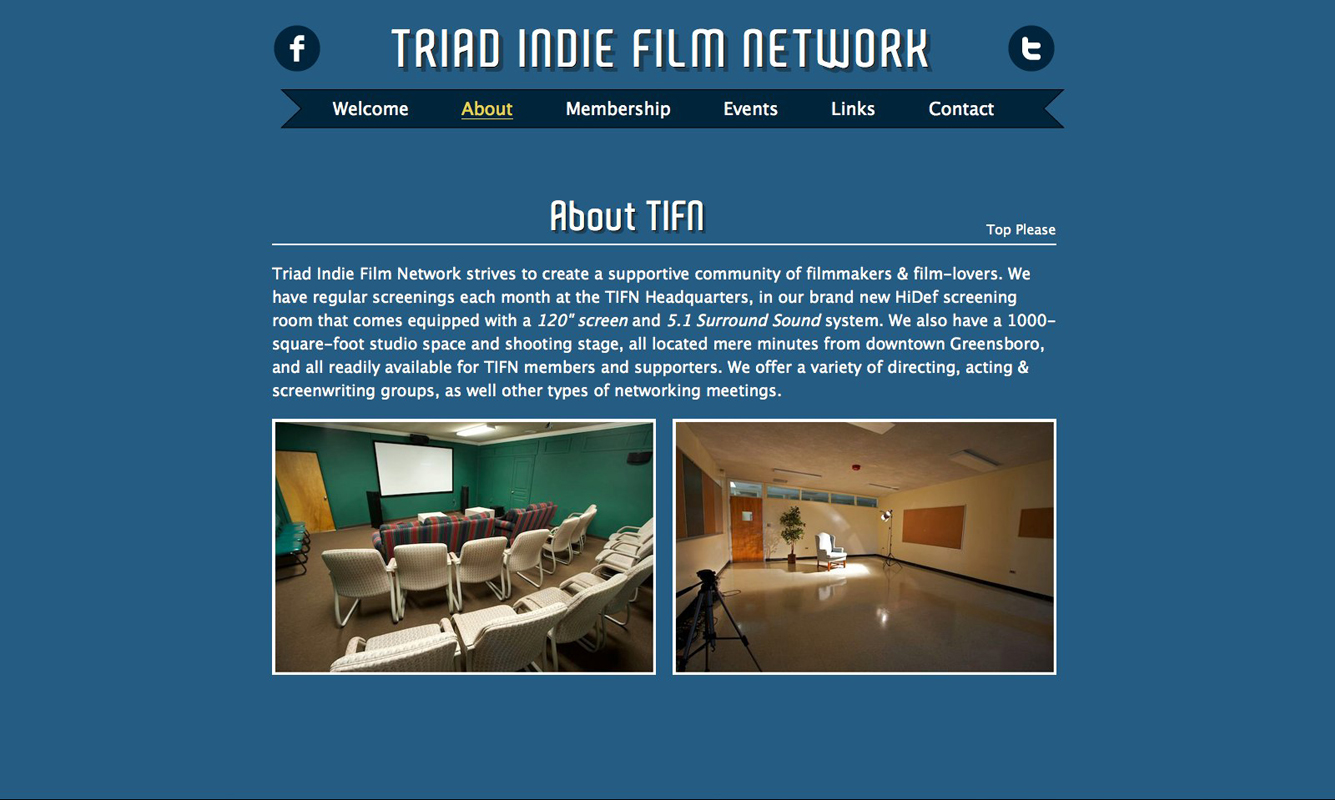 TRIAD INDIE FILM NETWORK
Welcome About Membership Events Links Contact
About TIFN
Top Please
Triad Indie Film Network strives to create a supportive community of filmmakers & film-lovers. We
have regular screenings each month at the TIFN Headquarters, in our brand new HiDef screening
room that comes equipped with a 120" screen and 5.1 Surround Sound system. We also have a 1000-
square-foot studio space and shooting stage, all located mere minutes from downtown Greensboro,
and all readily available for TIFN members and supporters. We offer a variety of directing, acting &
screenwriting groups, as well other types of networking meetings.